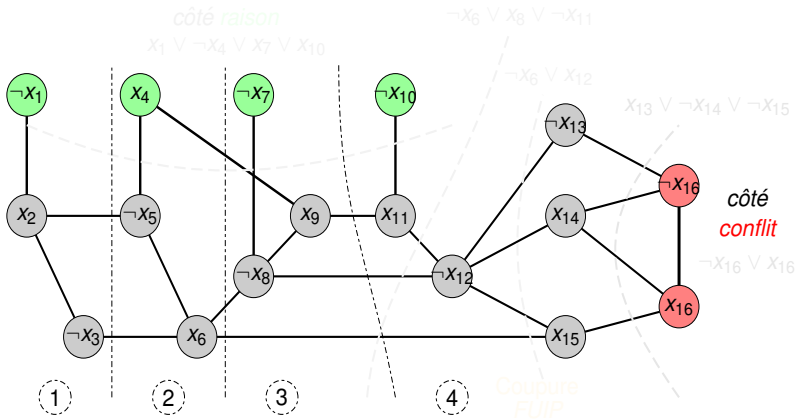 côté raison
x₁ ∨ ¬x₄ ∨ x₇ ∨ x₁₀
¬x₆ ∨ x₈ ∨ ¬x₁₁
¬x₆ ∨ x₁₂
x₁₃ ∨ ¬x₁₄ ∨ ¬x₁₅
¬x₁
x₄
¬x₇
¬x₁₀
¬x₁₃
¬x₁₆
côté
conflit
x₂
¬x₅
x₉
x₁₁
x₁₄
¬x₁₆ ∨ x₁₆
¬x₈
¬x₁₂
x₁₆
¬x₃
x₆
x₁₅
1
2
3
4
Coupure
FUIP